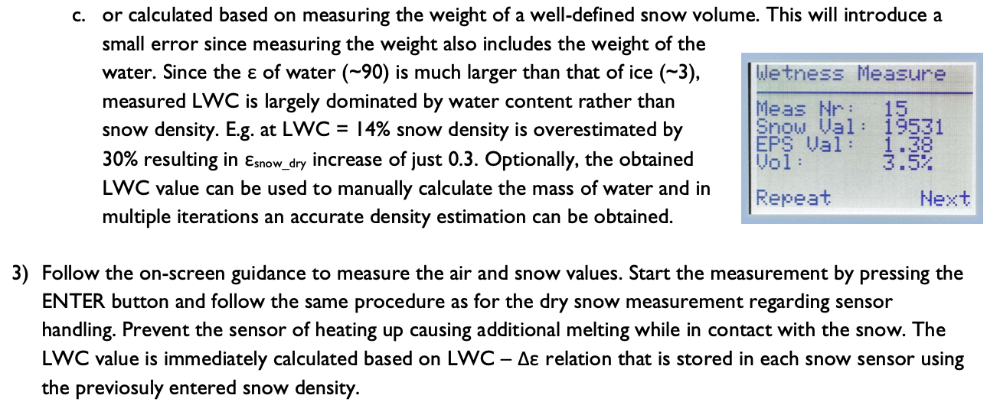 c. or calculated based on measuring the weight of a well-defined snow volume. This will introduce a
small error since measuring the weight also includes the weight of the
water. Since the ε of water (~90) is much larger than that of ice (~3),
measured LWC is largely dominated by water content rather than
snow density. E.g. at LWC = 14% snow density is overestimated by
30% resulting in εsnow_dry increase of just 0.3. Optionally, the obtained
LWC value can be used to manually calculate the mass of water and in
multiple iterations an accurate density estimation can be obtained.
Wetness Measure
Meas Nr: 15
Snow Val: 19531
EPS Val: 1.38
Vol: 3.5%
Repeat Next
3) Follow the on-screen guidance to measure the air and snow values. Start the measurement by pressing the
ENTER button and follow the same procedure as for the dry snow measurement regarding sensor
handling. Prevent the sensor of heating up causing additional melting while in contact with the snow. The
LWC value is immediately calculated based on LWC – Δε relation that is stored in each snow sensor using
the previosuly entered snow density.